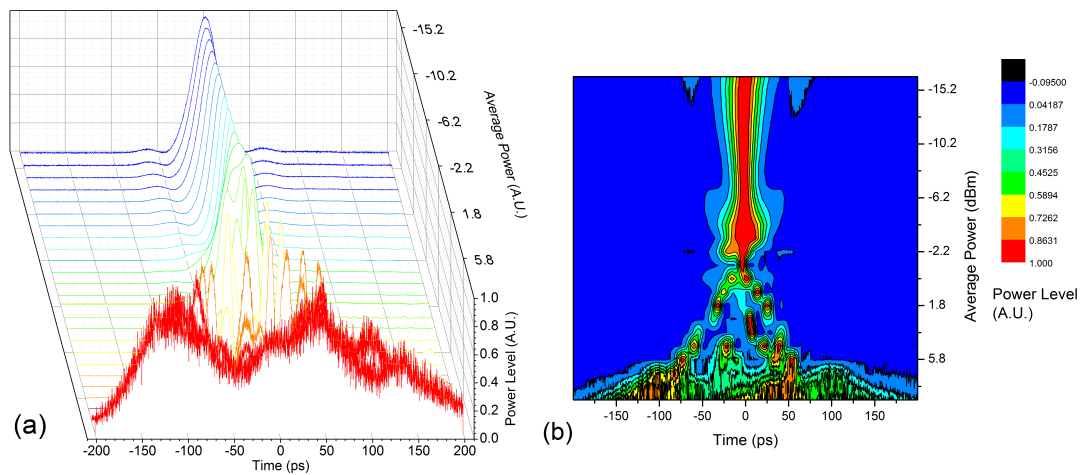 -15.2
-10.2
-6.2
-2.2
1.8
5.8
Average Power (A.U.)
1.0
0.8
0.6
0.4
0.2
0.0
Power Level (A.U.)
-200 -150 -100 -50 0 50 100 150 200
Time (ps)
(a)
-15.2
-10.2
-6.2
-2.2
1.8
5.8
Average Power (dBm)
-150 -100 -50 0 50 100 150
Time (ps)
(b)
-0.09500
0.04187
0.1787
0.3156
0.4525
0.5894
0.7262
0.8631
1.000
Power Level
(A.U.)